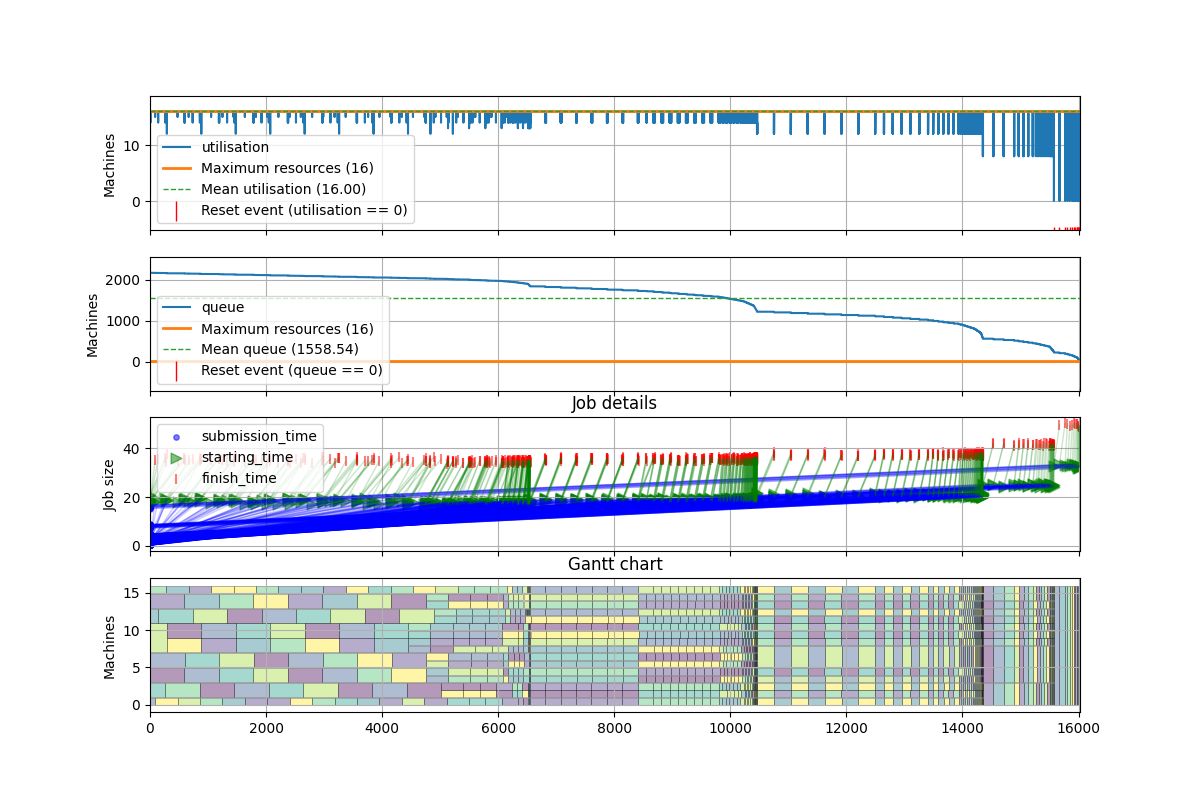 10
0
Machines
utilisation
Maximum resources (16)
Mean utilisation (16.00)
Reset event (utilisation == 0)
2000
1000
0
Machines
queue
Maximum resources (16)
Mean queue (1558.54)
Reset event (queue == 0)
Job details
40
20
0
Job size
submission_time
starting_time
finish_time
Gantt chart
15
10
5
0
Machines
0 2000 4000 6000 8000 10000 12000 14000 16000